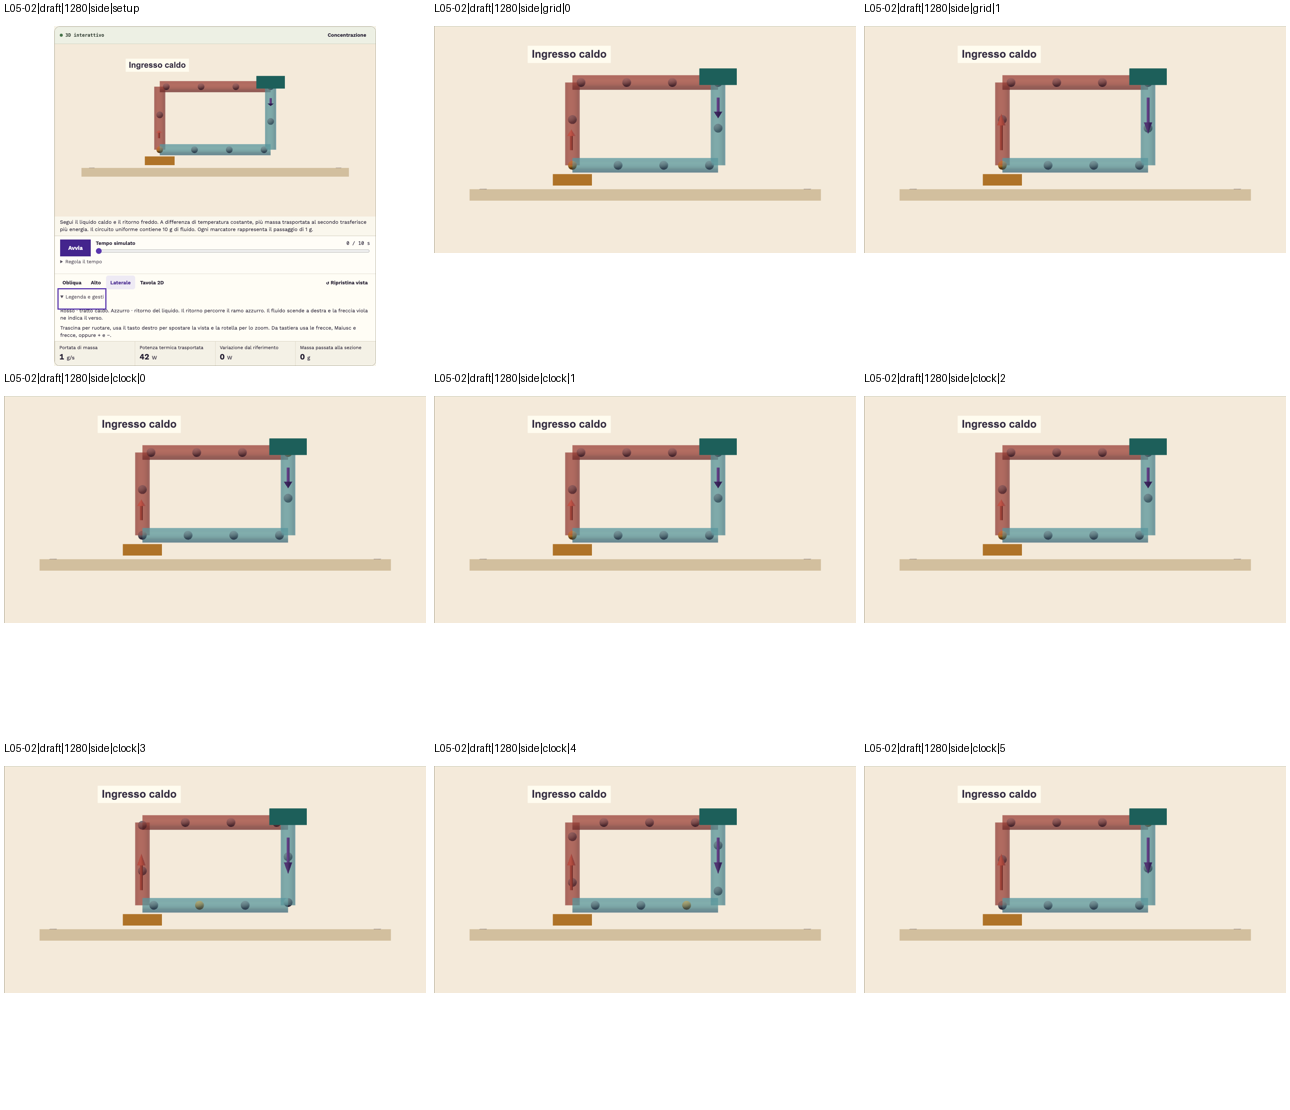 L05-02|draft|1280|side|setup
L05-02|draft|1280|side|grid|0
L05-02|draft|1280|side|grid|1
3D interattivo
Concentrazione
Ingresso caldo
Segui il liquido caldo e il ritorno freddo. A differenza di temperatura costante, più massa trasportata al secondo trasferisce
più energia. Il circuito uniforme contiene 10 g di fluido. Ogni marcatore rappresenta il passaggio di 1 g.
Avvia
Tempo simulato
0 / 10 s
▸ Regola il tempo
Obliqua
Alto
Laterale
Tavola 2D
↺ Ripristina vista
▾ Legenda e gesti
Rosso · tratto caldo. Azzurro · ritorno del liquido. Il ritorno percorre il ramo azzurro. Il fluido scende a destra e la freccia viola
ne indica il verso.
Trascina per ruotare, usa il tasto destro per spostare la vista e la rotella per lo zoom. Da tastiera usa le frecce, Maiusc e
frecce, oppure + e −.
Portata di massa
1 g/s
Potenza termica trasportata
42 W
Variazione dal riferimento
0 W
Massa passata alla sezione
0 g
Ingresso caldo
Ingresso caldo
L05-02|draft|1280|side|clock|0
L05-02|draft|1280|side|clock|1
L05-02|draft|1280|side|clock|2
Ingresso caldo
Ingresso caldo
Ingresso caldo
L05-02|draft|1280|side|clock|3
L05-02|draft|1280|side|clock|4
L05-02|draft|1280|side|clock|5
Ingresso caldo
Ingresso caldo
Ingresso caldo